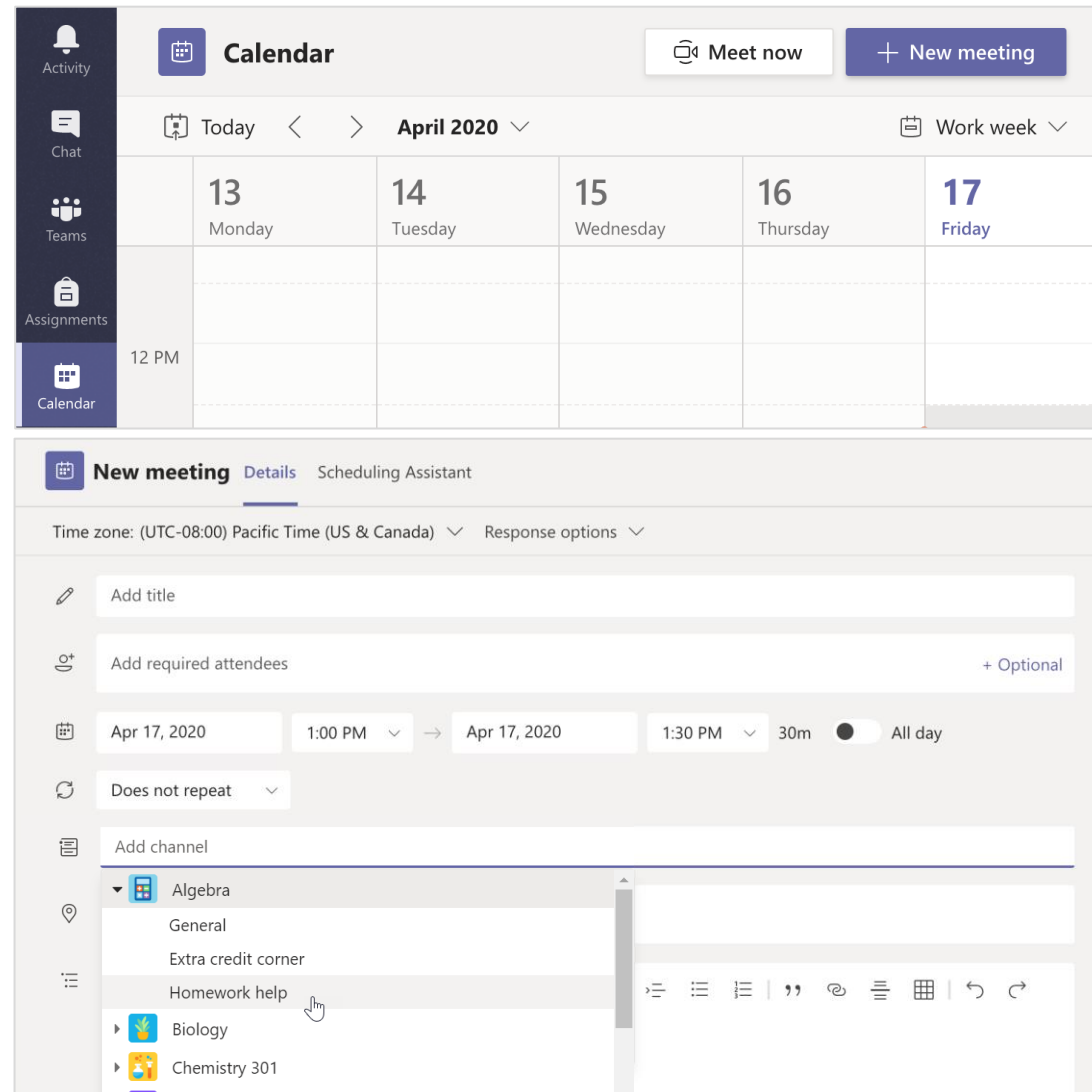 Activity
Chat
Teams
Assignments
Calendar
Calendar
Meet now
New meeting
Today
April 2020
Work week
13
Monday
14
Tuesday
15
Wednesday
16
Thursday
17
Friday
12 PM
New meeting
Details
Scheduling Assistant
Time zone: (UTC-08:00) Pacific Time (US & Canada)
Response options
Add title
Add required attendees
+ Optional
Apr 17, 2020
1:00 PM
Apr 17, 2020
1:30 PM
30m
All day
Does not repeat
Add channel
Algebra
General
Extra credit corner
Homework help
Biology
Chemistry 301